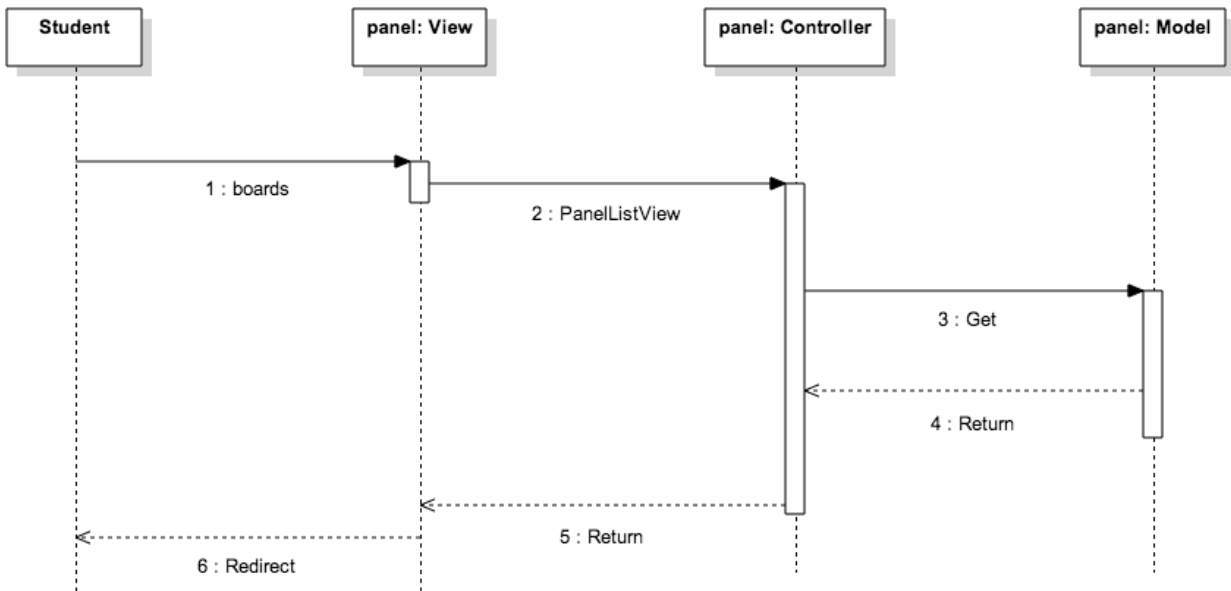 Student
panel: View
panel: Controller
panel: Model
1 : boards
2 : PanelListView
3 : Get
4 : Return
5 : Return
6 : Redirect